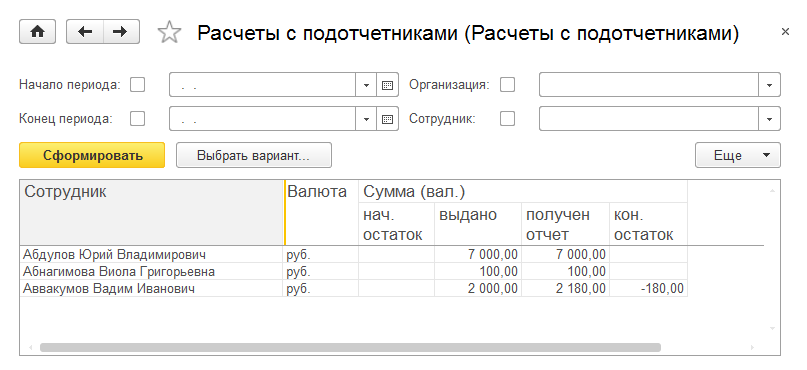 Расчеты с подотчетниками (Расчеты с подотчетниками)
Начало периода: . . Организация:
Конец периода: . . Сотрудник:
Сформировать Выбрать вариант... Еще
Сотрудник Валюта Сумма (вал.)
нач. остаток выдано получен отчет кон. остаток
Абдулов Юрий Владимирович руб. 7 000,00 7 000,00
Абнагимова Виола Григорьевна руб. 100,00 100,00
Аввакумов Вадим Иванович руб. 2 000,00 2 180,00 -180,00